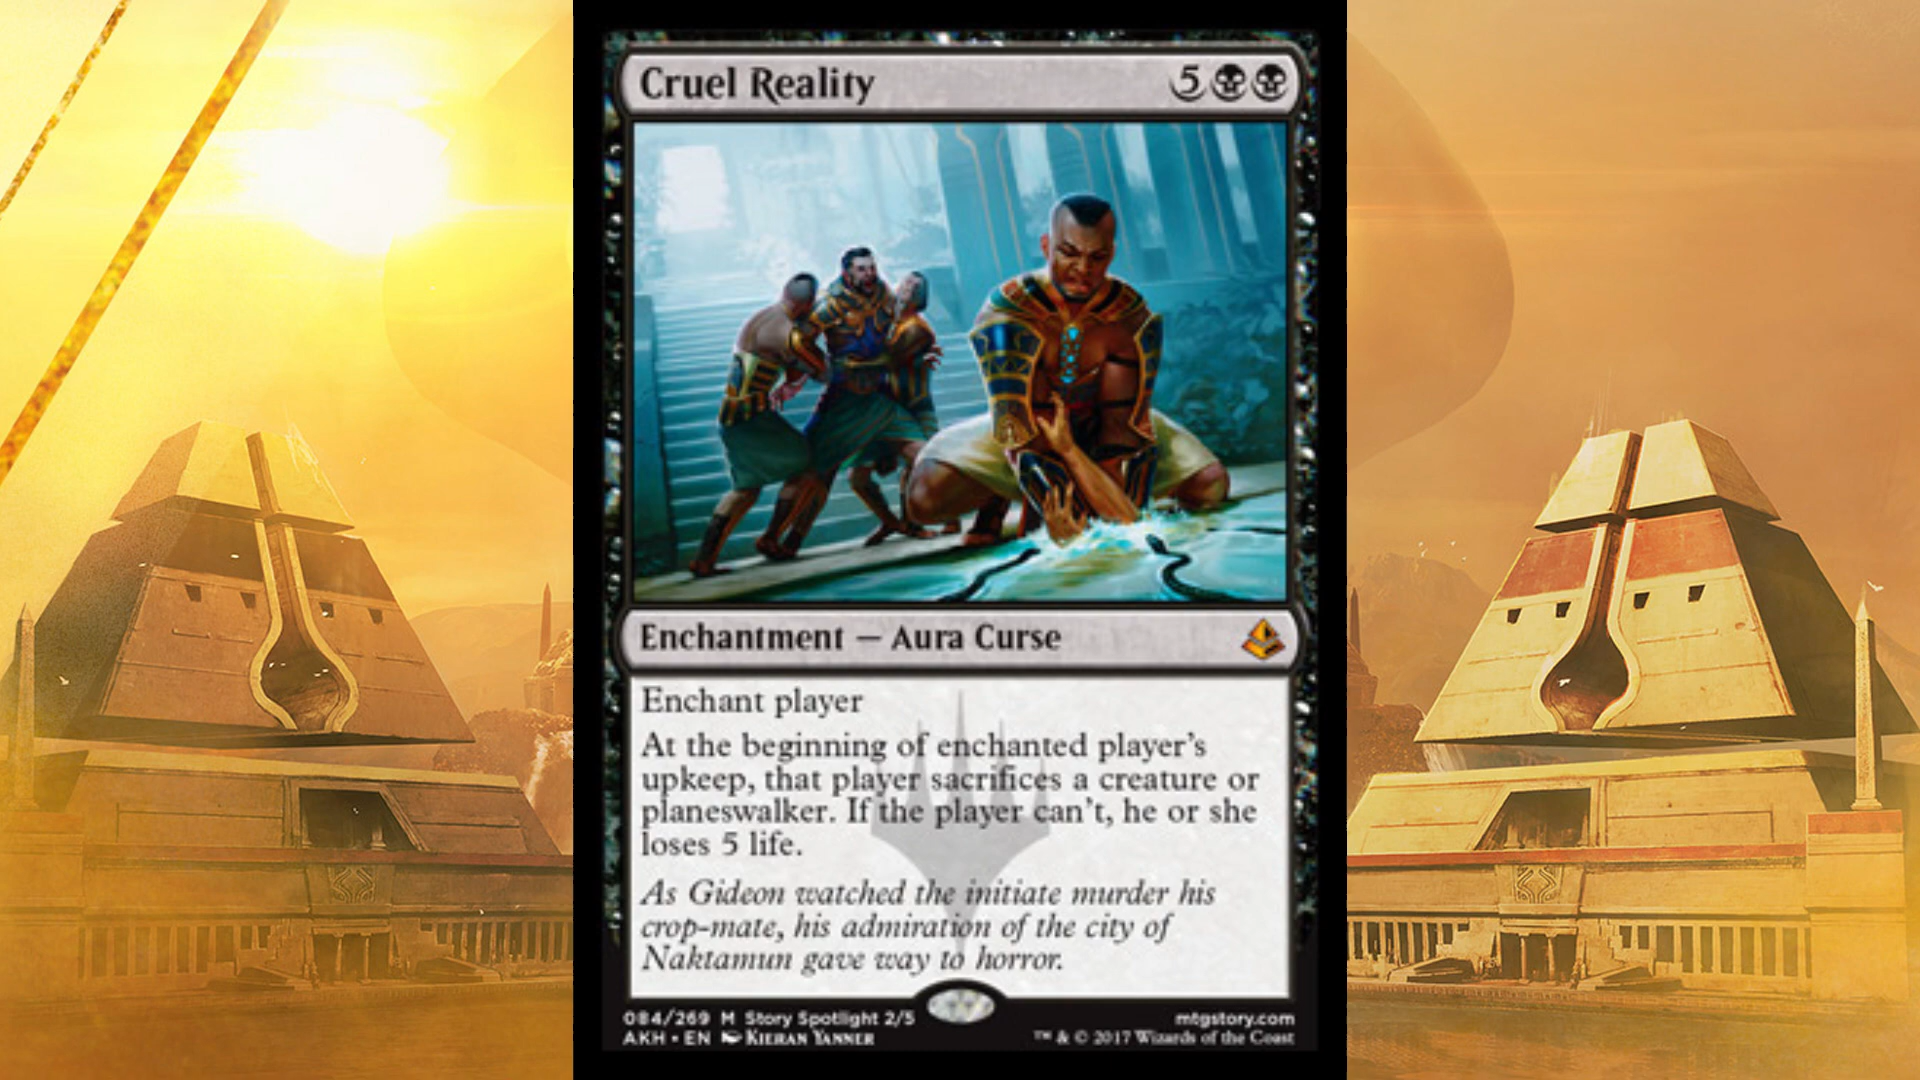 Cruel Reality 5
Enchantment — Aura Curse
Enchant player
At the beginning of enchanted player's
upkeep, that player sacrifices a creature or
planeswalker. If the player can't, he or she
loses 5 life.
As Gideon watched the initiate murder his
crop-mate, his admiration of the city of
Naktamun gave way to horror.
084/269 M Story Spotlight 2/5
mtgstory.com
AKH • EN Kieran Yanner
™ & © 2017 Wizards of the Coast